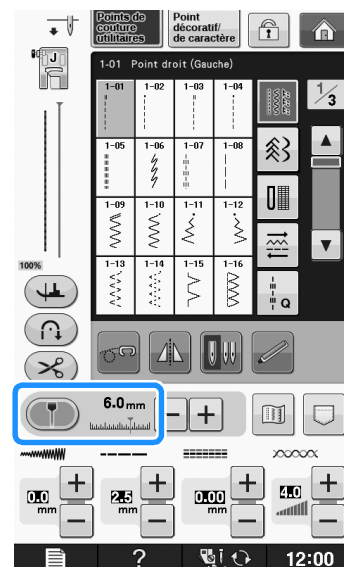 Points de
couture
utilitaires
Point
décoratif/
de caractère
J
1-01 Point droit (Gauche)
1/3
1-01 1-02 1-03 1-04
1-05 1-06 1-07 1-08
1-09 1-10 1-11 1-12
1-13 1-14 1-15 1-16
Q
100%
6.0 mm
- +
+ + + +
0.0 mm 2.5 mm 0.00 mm 4.0
- - - -
? 12:00